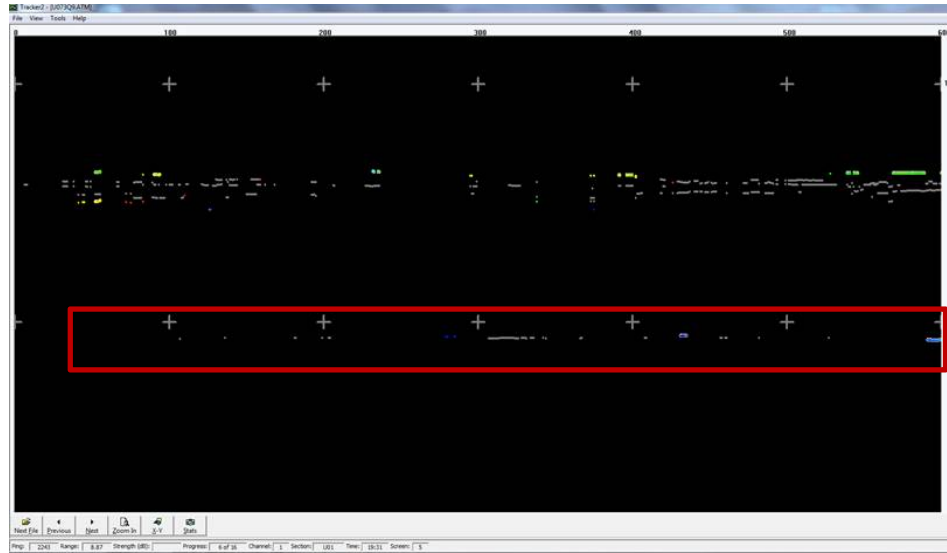 Tracker2 - [U073Q9A7M]
File View Tools Help
0 100 200 300 400 500 60
1
Next File Previous Next Zoom In X-Y Stats
Ping: 2243 Range: 8.87 Strength (dB): Progress: 6 of 16 Channel: 1 Section: U01 Time: 19:31 Screen: 5